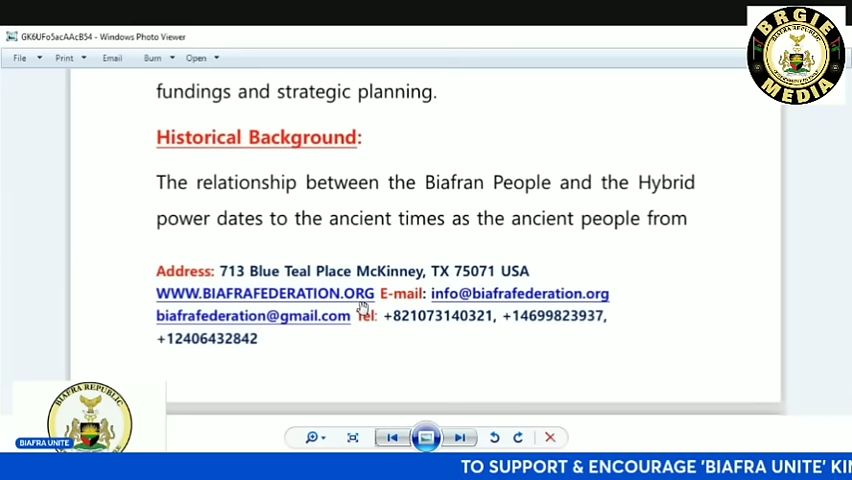 GK6UFo5acAAcB54 - Windows Photo Viewer
File Print Email Burn Open
BRGIE
MEDIA
fundings and strategic planning.
Historical Background:
The relationship between the Biafran People and the Hybrid
power dates to the ancient times as the ancient people from
Address: 713 Blue Teal Place McKinney, TX 75071 USA
WWW.BIAFRAFEDERATION.ORG E-mail: info@biafrafederation.org
biafrafederation@gmail.com Tel: +821073140321, +14699823937,
+12406432842
BIAFRA REPUBLIC
BIAFRA UNITE
TO SUPPORT & ENCOURAGE 'BIAFRA UNITE' KIN